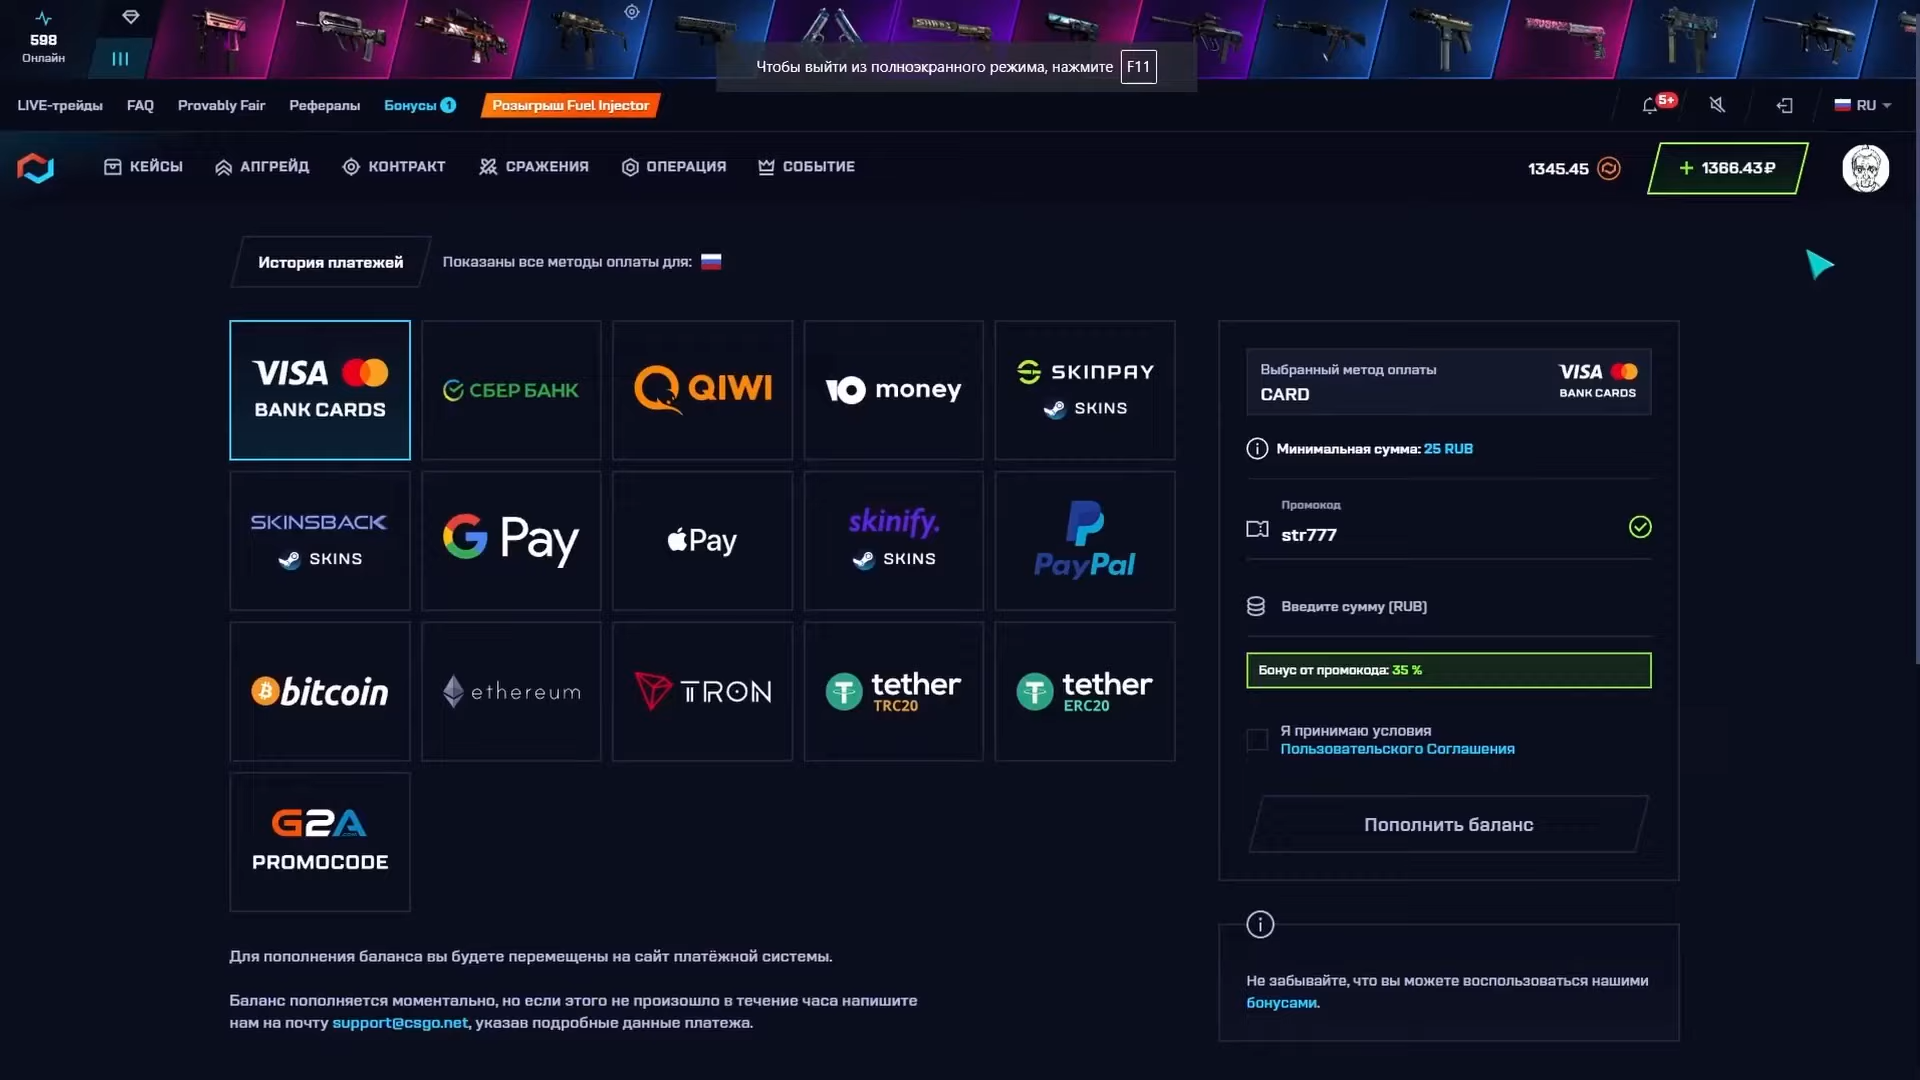 598
Онлайн
Чтобы выйти из полноэкранного режима, нажмите F11
LIVE-трейды FAQ Provably Fair Рефералы Бонусы 1 Розыгрыш Fuel Injector 5+ RU
КЕЙСЫ АПГРЕЙД КОНТРАКТ СРАЖЕНИЯ ОПЕРАЦИЯ СОБЫТИЕ 1345.45 + 1366.43₽
История платежей Показаны все методы оплаты для:
VISA
BANK CARDS
СБЕР БАНК
QIWI
Ю money
SKINPAY
SKINS
SKINSBACK
SKINS
G Pay
Pay
skinify.
SKINS
PayPal
bitcoin
ethereum
TRON
tether
TRC20
tether
ERC20
G2A
PROMOCODE
Выбранный метод оплаты
CARD
VISA
BANK CARDS
Минимальная сумма: 25 RUB
Промокод
str777
Введите сумму (RUB)
Бонус от промокода: 35 %
Я принимаю условия
Пользовательского Соглашения
Пополнить баланс
Не забывайте, что вы можете воспользоваться нашими
бонусами.
Для пополнения баланса вы будете перемещены на сайт платёжной системы.
Баланс пополняется моментально, но если этого не произошло в течение часа напишите
нам на почту support@csgo.net, указав подробные данные платежа.